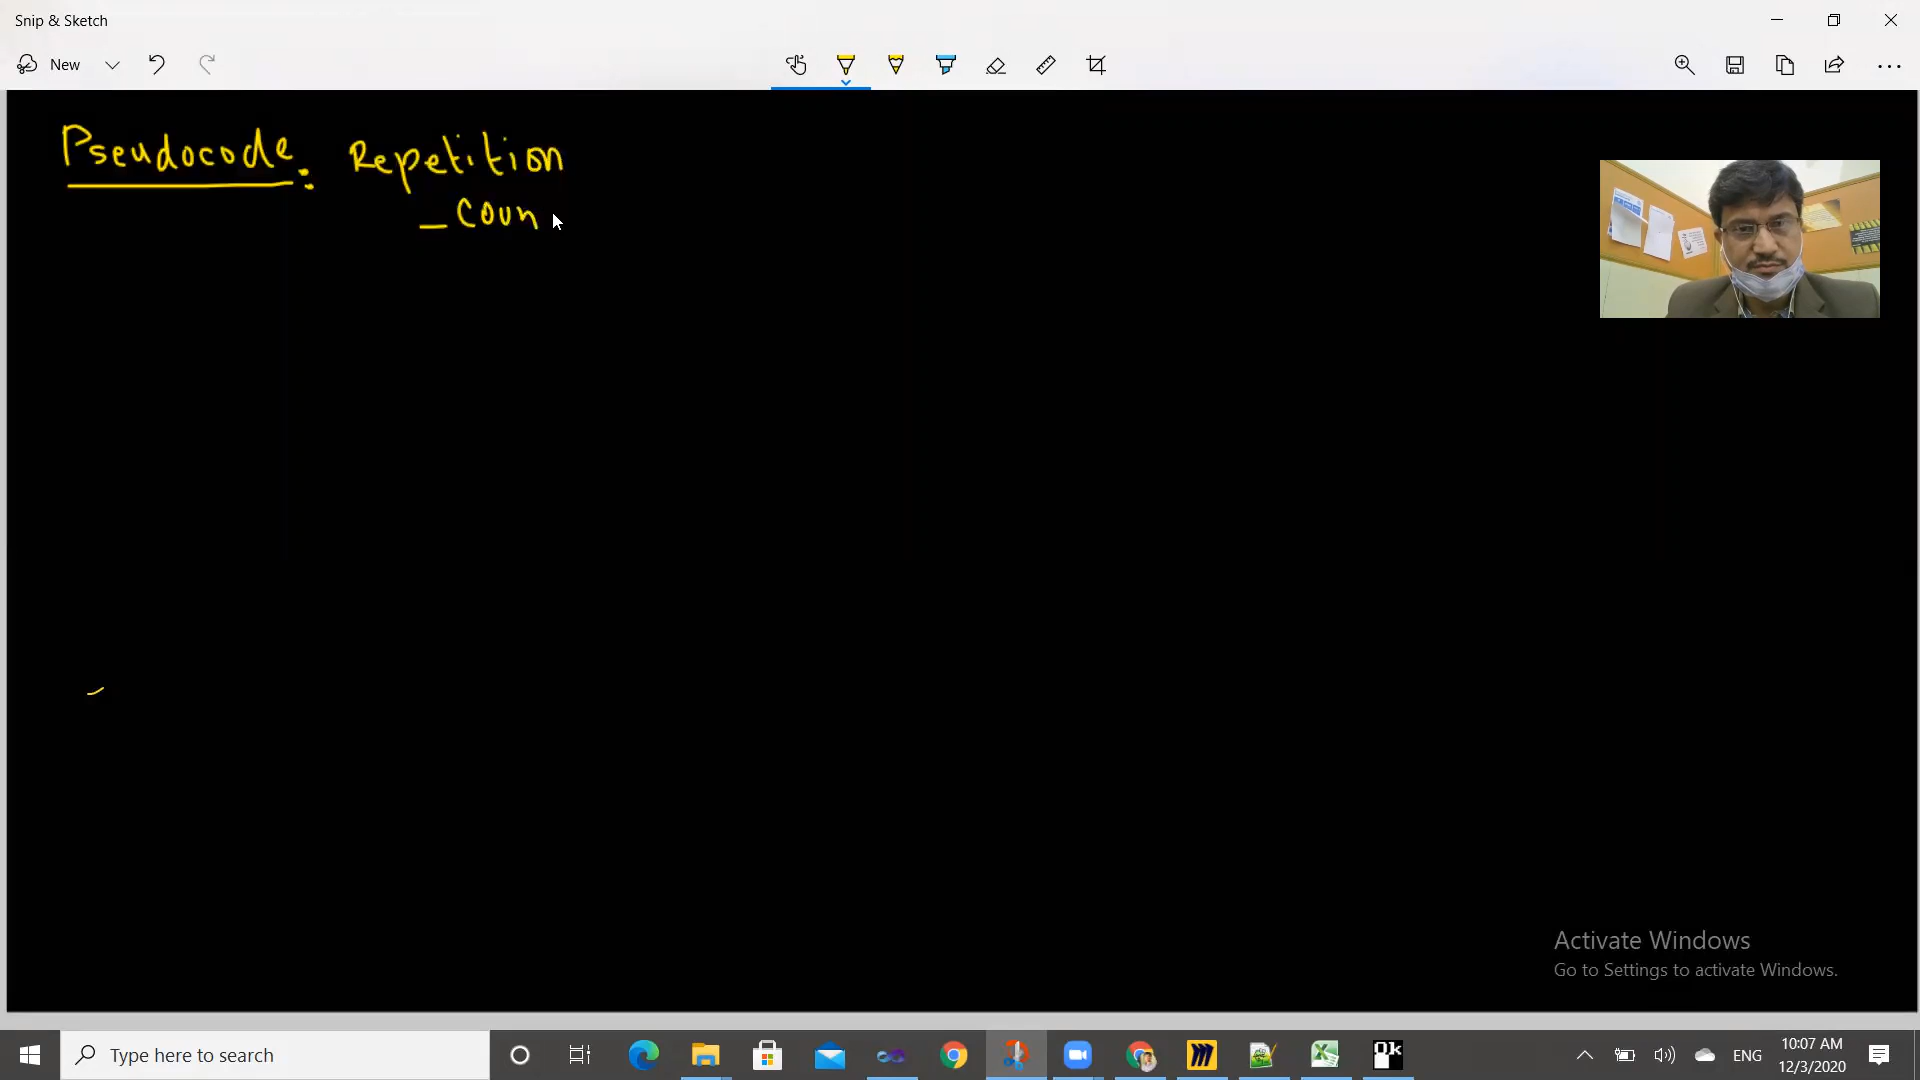 Snip & Sketch
New
Pseudocode: Repetition
- Coun
Activate Windows
Go to Settings to activate Windows.
Type here to search
Qk
ENG
10:07 AM
12/3/2020